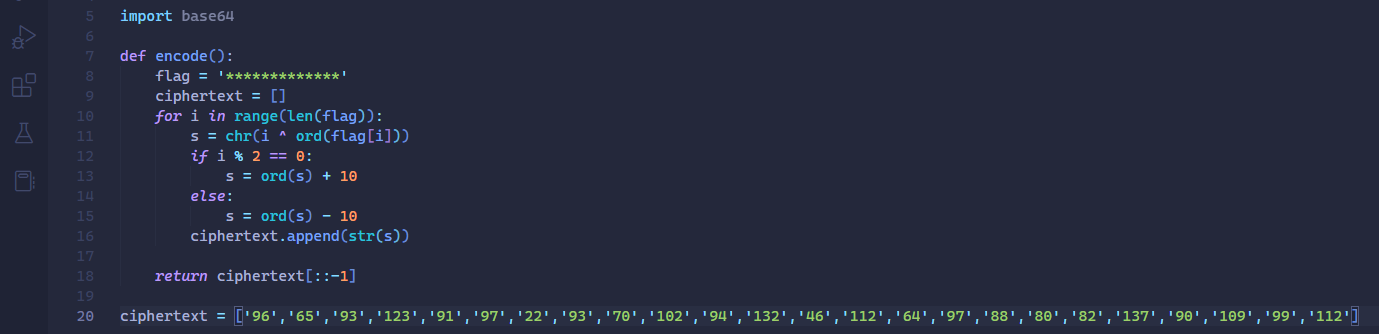 5 import base64
6
7 def encode():
8     flag = '*************'
9     ciphertext = []
10     for i in range(len(flag)):
11         s = chr(i ^ ord(flag[i]))
12         if i % 2 == 0:
13             s = ord(s) + 10
14         else:
15             s = ord(s) - 10
16         ciphertext.append(str(s))
17
18     return ciphertext[::-1]
19
20 ciphertext = ['96','65','93','123','91','97','22','93','70','102','94','132','46','112','64','97','88','80','82','137','90','109','99','112']